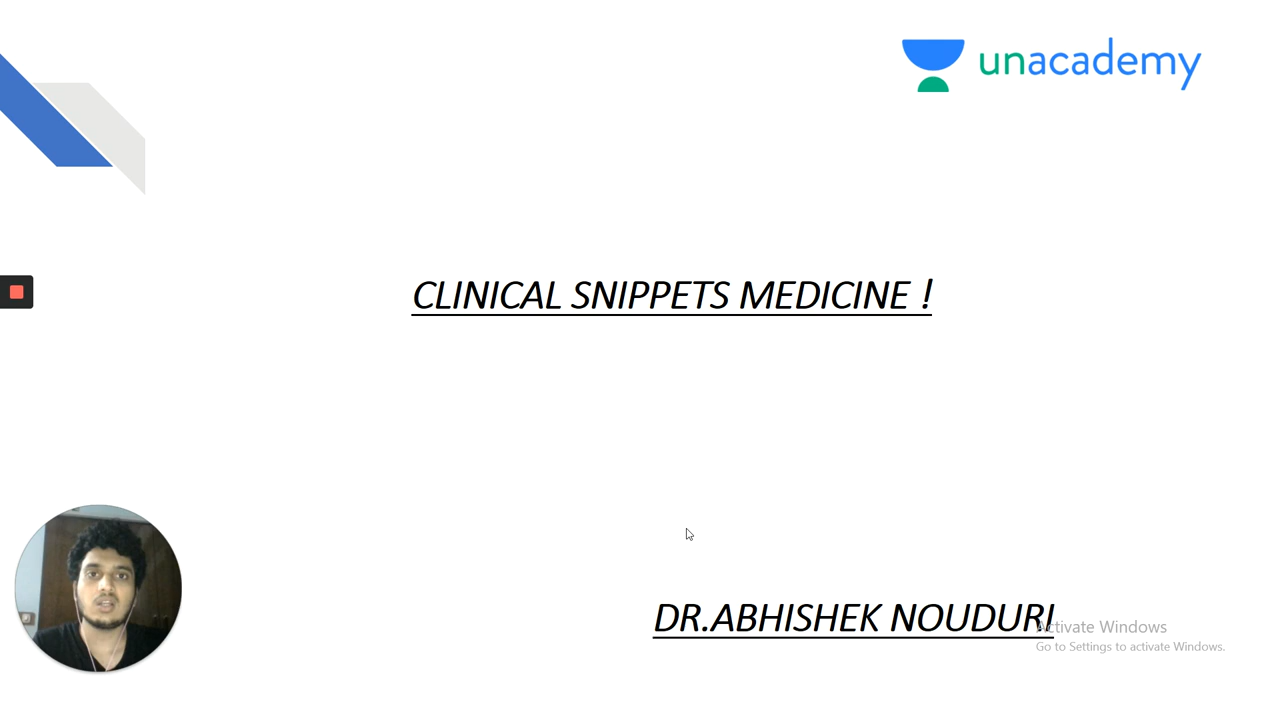 unacademy
CLINICAL SNIPPETS MEDICINE !
DR.ABHISHEK NOUDURI
Activate Windows
Go to Settings to activate Windows.